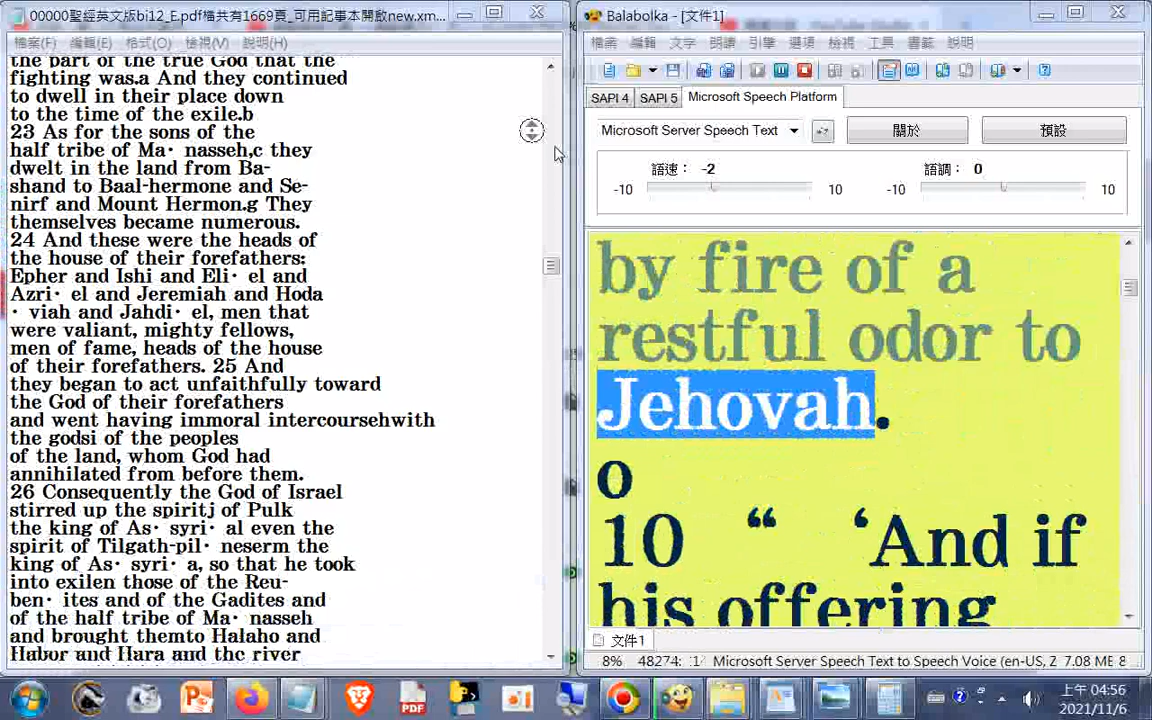 00000聖經英文版bi12_E.pdf檔共有1669頁_可用記事本開啟new.xm...
檔案(F) 編輯(E) 格式(O) 檢視(V) 說明(H)
the part of the true God that the
fighting was.a And they continued
to dwell in their place down
to the time of the exile.b
23 As for the sons of the
half tribe of Ma· nasseh,c they
dwelt in the land from Ba-
shand to Baal-hermone and Se-
nirf and Mount Hermon.g They
themselves became numerous.
24 And these were the heads of
the house of their forefathers:
Epher and Ishi and Eli· el and
Azri· el and Jeremiah and Hoda
· viah and Jahdi· el, men that
were valiant, mighty fellows,
men of fame, heads of the house
of their forefathers. 25 And
they began to act unfaithfully toward
the God of their forefathers
and went having immoral intercoursehwith
the godsi of the peoples
of the land, whom God had
annihilated from before them.
26 Consequently the God of Israel
stirred up the spiritj of Pulk
the king of As· syri· al even the
spirit of Tilgath-pil· neserm the
king of As· syri· a, so that he took
into exilen those of the Reu-
ben· ites and of the Gadites and
of the half tribe of Ma· nasseh
and brought themto Halaho and
Habor and Hara and the river
Balabolka - [文件1]
檔案 編輯 文字 朗讀 引擎 選項 檢視 工具 書籤 說明
SAPI 4 SAPI 5 Microsoft Speech Platform
Microsoft Server Speech Text 關於 預設
語速: -2 語調: 0
-10 10 -10 10
by fire of a
restful odor to
Jehovah.
o
10 “ ‘And if
his offering
文件1
8% 48274: 1 Microsoft Server Speech Text to Speech Voice (en-US, Z 7.08 MB 8
上午 04:56
2021/11/6